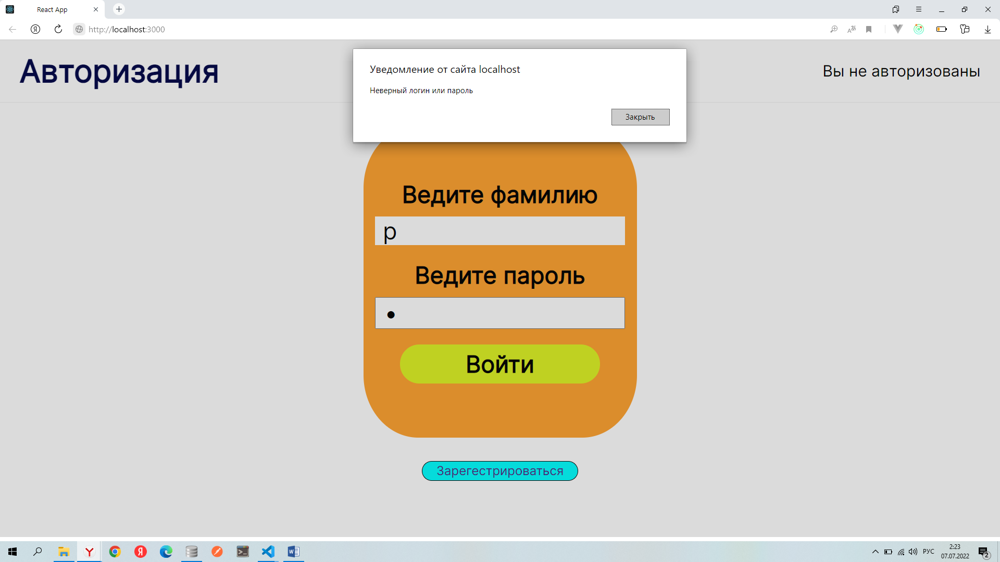 React App
http://localhost:3000
Авторизация
Вы не авторизованы
Уведомление от сайта localhost
Неверный логин или пароль
Закрыть
Ведите фамилию
р
Ведите пароль
Войти
Зарегестрироваться
РУС
2:23
07.07.2022
2